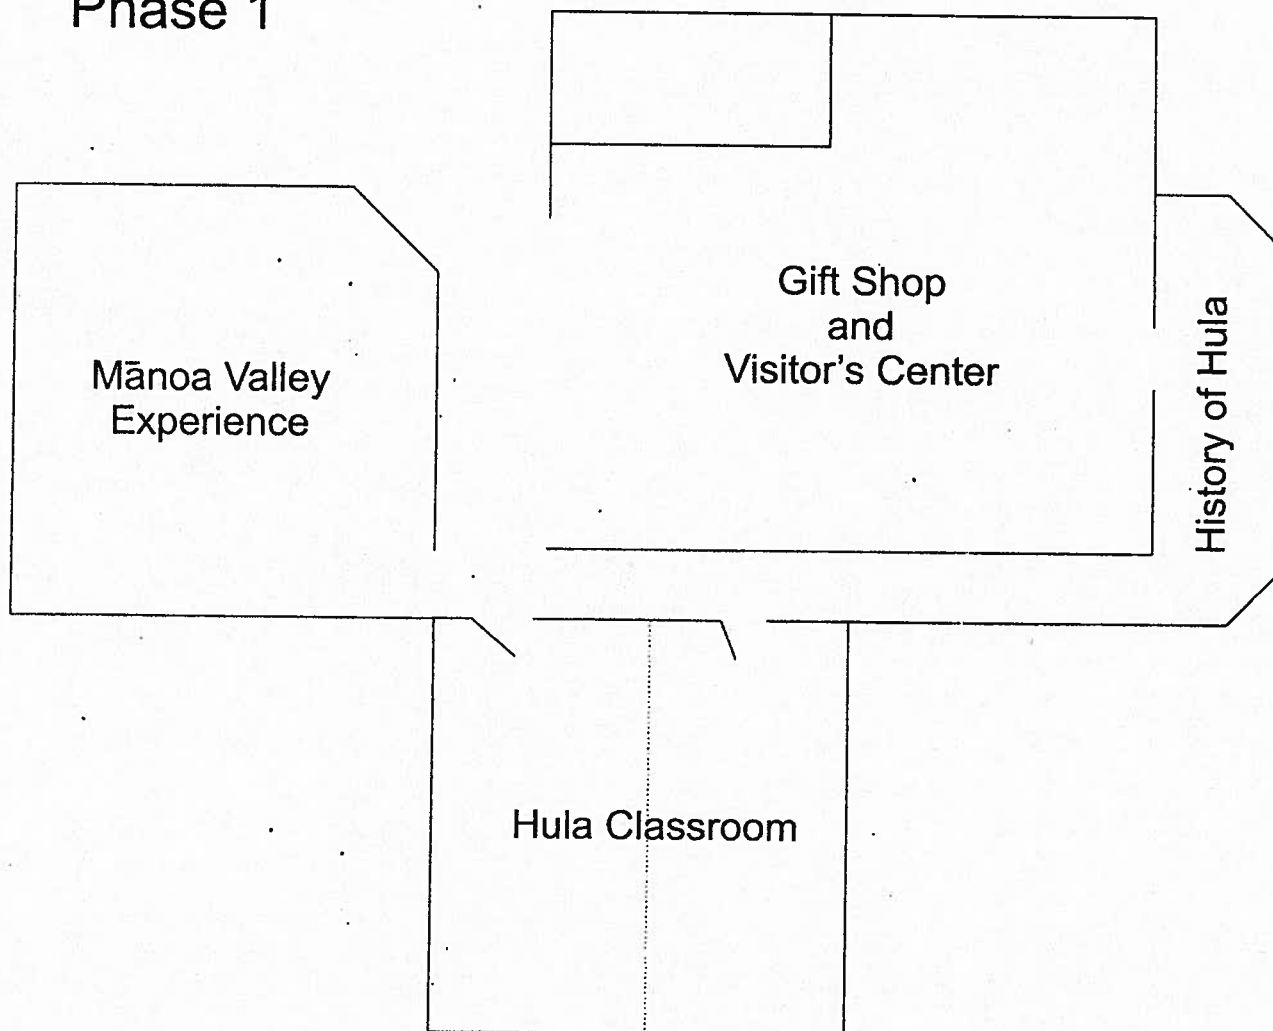 Phase 1
Gift Shop
and
Visitor's Center
Mānoa Valley
Experience
History of Hula
Hula Classroom